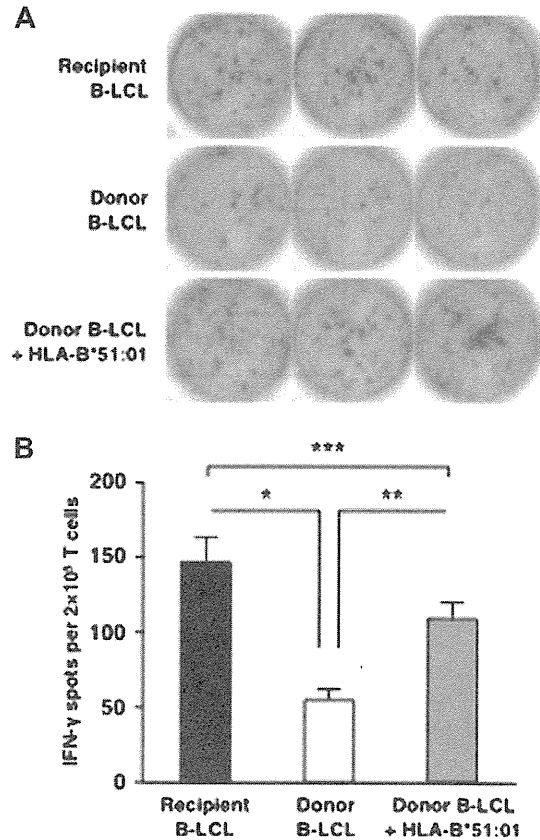 A
Recipient
B-LCL
Donor
B-LCL
Donor B-LCL
+ HLA-B*51:01
B
IFN-γ spots per 2×10⁵ T cells
200
150
100
50
0
***
*
**
Recipient
B-LCL
Donor
B-LCL
Donor B-LCL
+ HLA-B*51:01